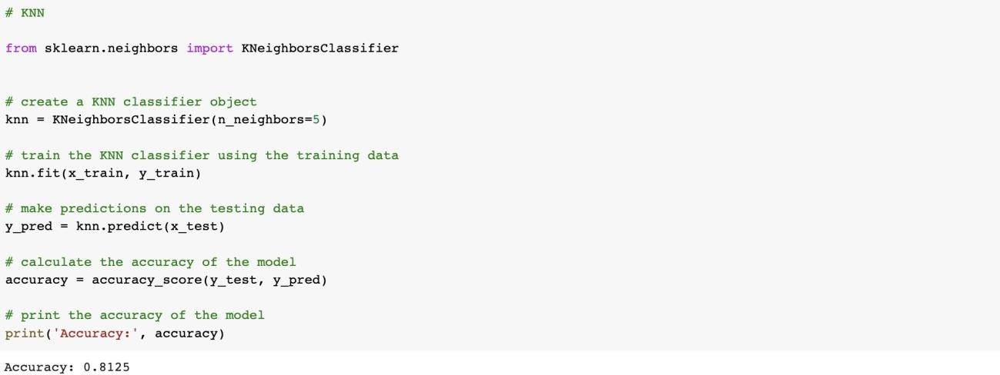 # KNN
from sklearn.neighbors import KNeighborsClassifier
# create a KNN classifier object
knn = KNeighborsClassifier(n_neighbors=5)
# train the KNN classifier using the training data
knn.fit(x_train, y_train)
# make predictions on the testing data
y_pred = knn.predict(x_test)
# calculate the accuracy of the model
accuracy = accuracy_score(y_test, y_pred)
# print the accuracy of the model
print('Accuracy:', accuracy)
Accuracy: 0.8125